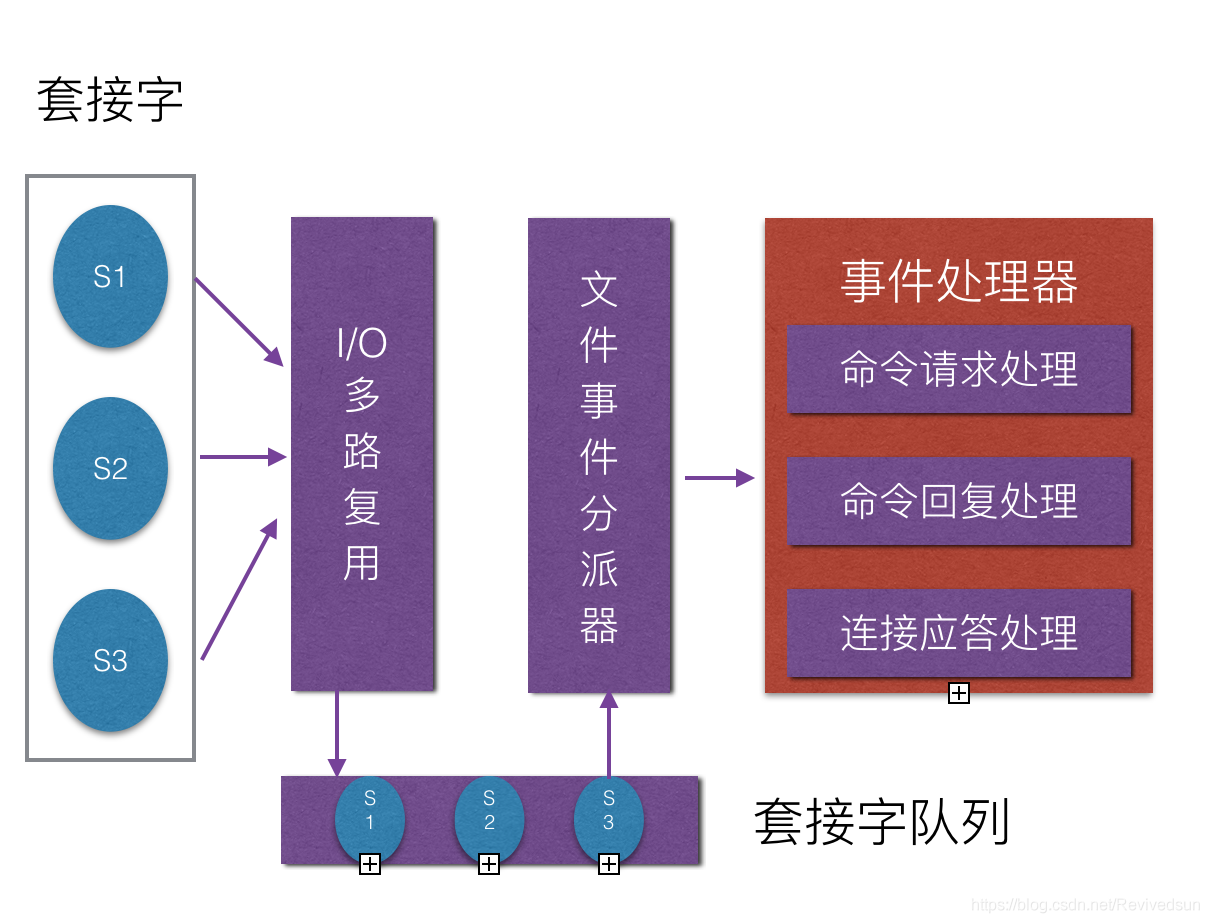 套接字
S1
S2
S3
I/O
多
路
复
用
文
件
事
件
分
派
器
事件处理器
命令请求处理
命令回复处理
连接应答处理
S
1
S
2
S
3
套接字队列
https://blog.csdn.net/Revivedsun